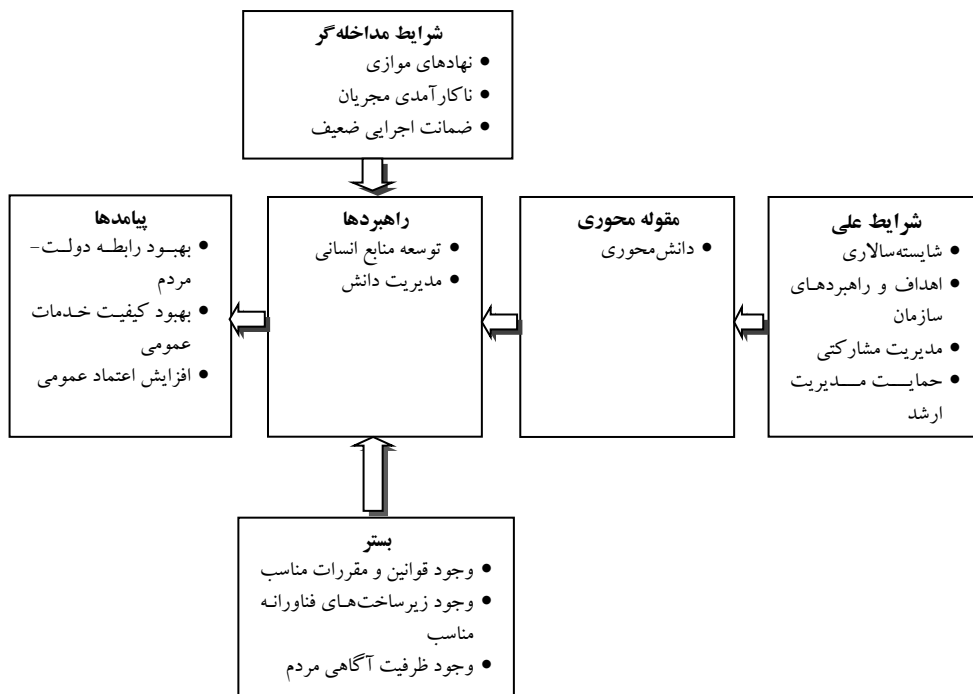 شرایط مداخله‌گر
• نهادهای موازی
• ناکارآمدی مجریان
• ضمانت اجرایی ضعیف
شرایط علی
• شایسته‌سالاری
• اهداف و راهبردهای
سازمان
• مدیریت مشارکتی
• حمایت مدیریت
ارشد
مقوله محوری
• دانش‌محوری
راهبردها
• توسعه منابع انسانی
• مدیریت دانش
پیامدها
• بهبود رابطه دولت-
مردم
• بهبود کیفیت خدمات
عمومی
• افزایش اعتماد عمومی
بستر
• وجود قوانین و مقررات مناسب
• وجود زیرساخت‌های فناورانه
مناسب
• وجود ظرفیت آگاهی مردم